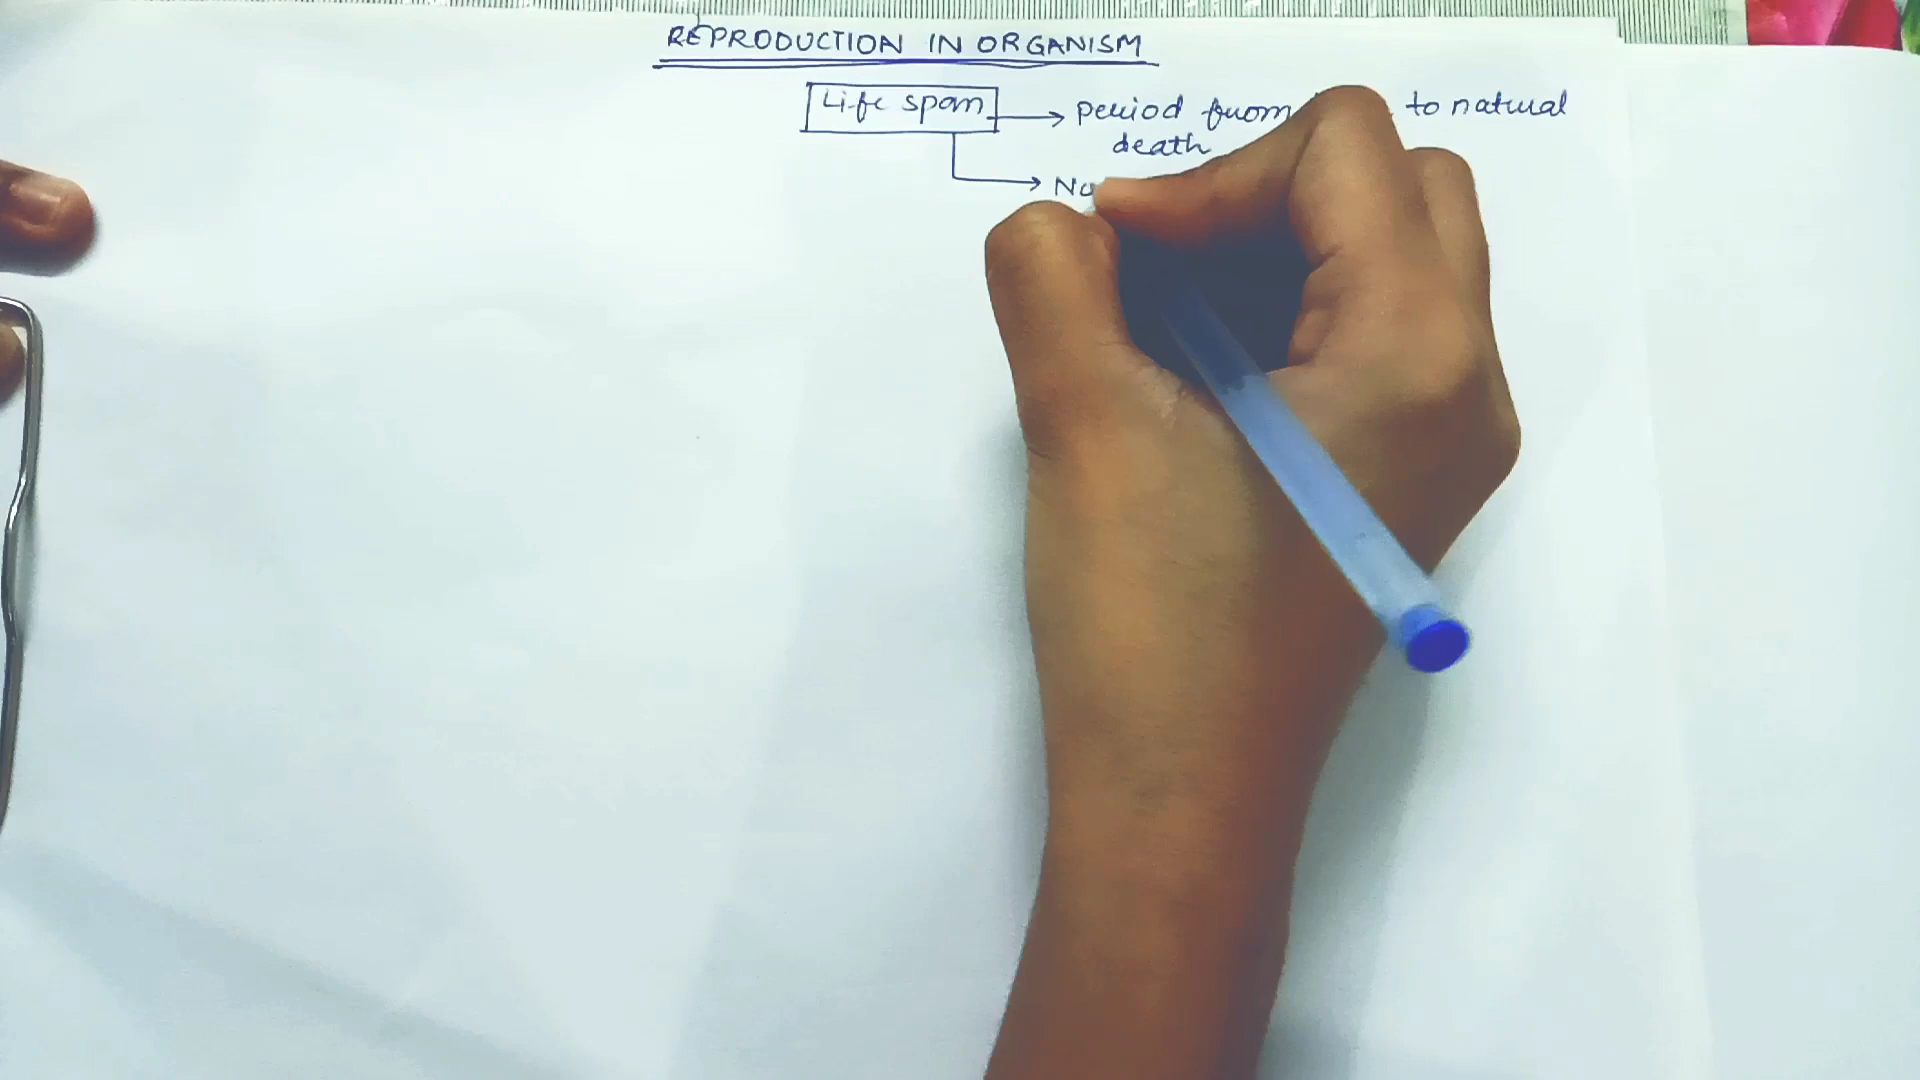 REPRODUCTION IN ORGANISM
Life span → period from to natural
death
→ No